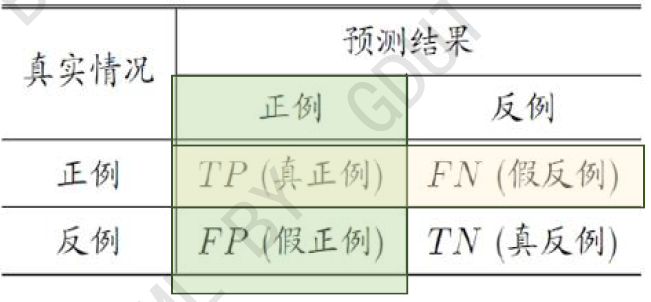 预测结果
真实情况
正例 反例
正例 TP (真正例) FN (假反例)
反例 FP (假正例) TN (真反例)
GDUT
BY
ML